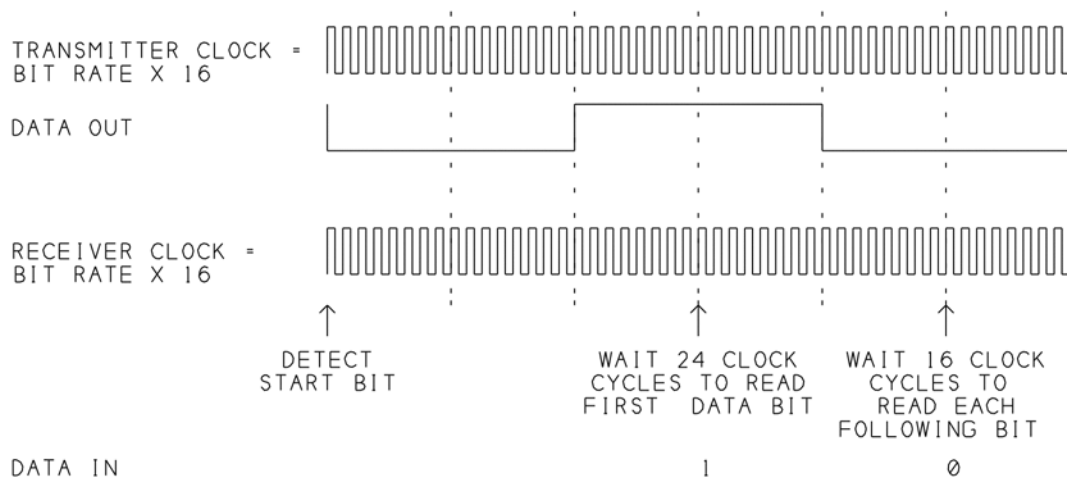 TRANSMITTER CLOCK =
BIT RATE X 16
DATA OUT
RECEIVER CLOCK =
BIT RATE X 16
DETECT
START BIT
WAIT 24 CLOCK
CYCLES TO READ
FIRST DATA BIT
WAIT 16 CLOCK
CYCLES TO
READ EACH
FOLLOWING BIT
DATA IN
1
0